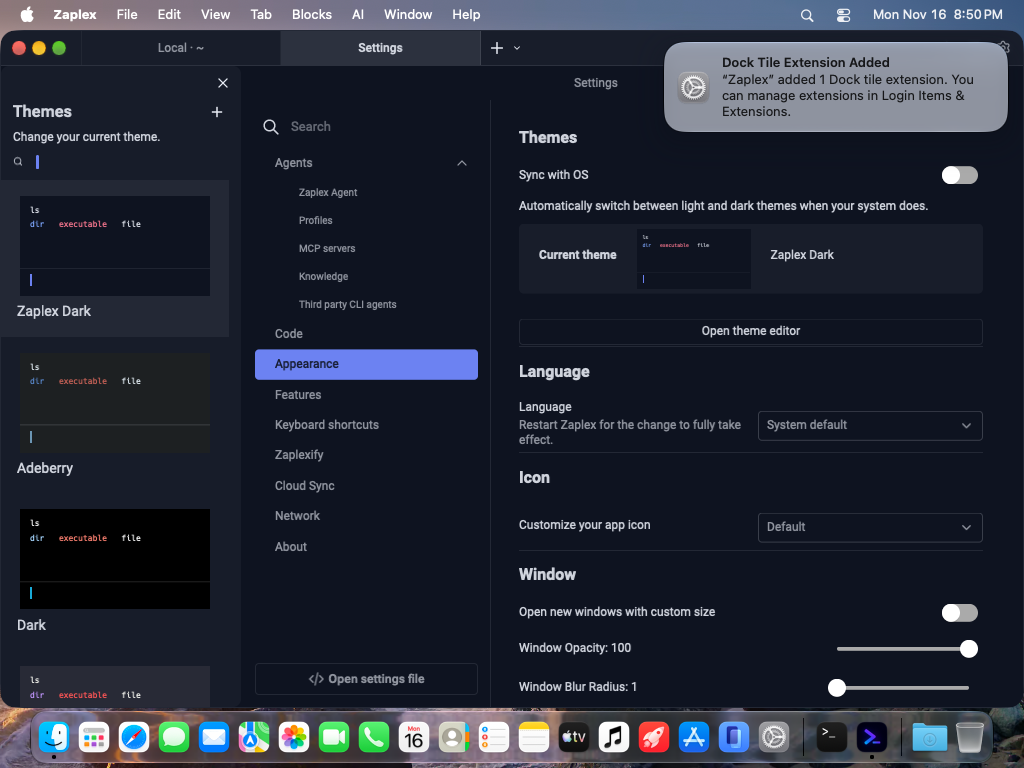 Zaplex File Edit View Tab Blocks AI Window Help Mon Nov 16 8:50 PM
Local · ~
Settings
Dock Tile Extension Added
“Zaplex” added 1 Dock tile extension. You
can manage extensions in Login Items &
Extensions.
Themes
Change your current theme.
ls
dir executable file
Zaplex Dark
ls
dir executable file
Adeberry
ls
dir executable file
Dark
ls
dir executable file
Settings
Search
Agents
Zaplex Agent
Profiles
MCP servers
Knowledge
Third party CLI agents
Code
Appearance
Features
Keyboard shortcuts
Zaplexify
Cloud Sync
Network
About
Open settings file
Themes
Sync with OS
Automatically switch between light and dark themes when your system does.
Current theme
ls
dir executable file
Zaplex Dark
Open theme editor
Language
Language
Restart Zaplex for the change to fully take
effect.
System default
Icon
Customize your app icon
Default
Window
Open new windows with custom size
Window Opacity: 100
Window Blur Radius: 1
Mon
16
tv